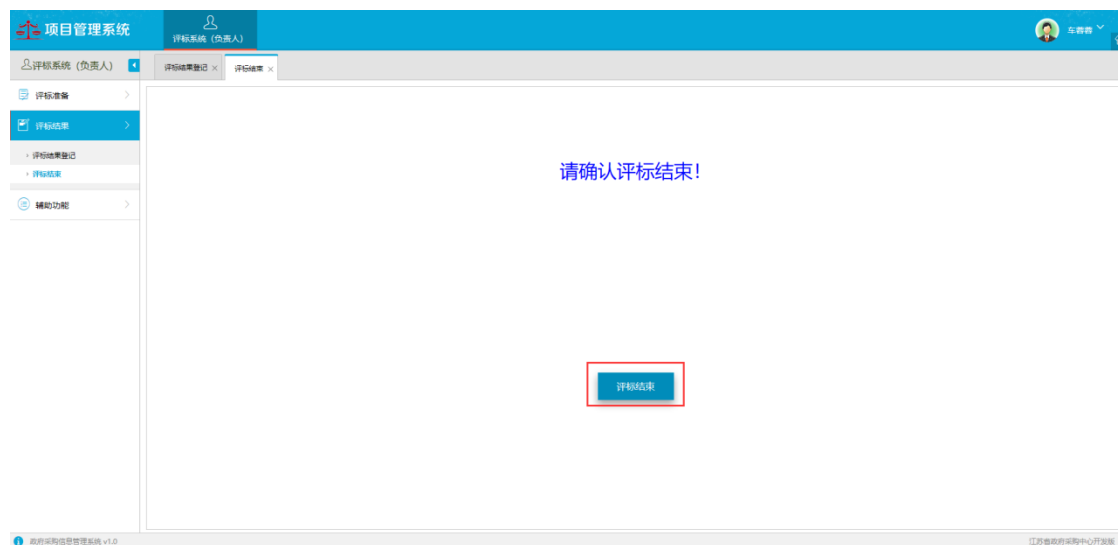 项目管理系统
评标系统（负责人）
车蓉蓉
评标系统（负责人）
评标结果登记
评标结束
评标准备
评标结果
评标结果登记
评标结束
辅助功能
请确认评标结束！
评标结束
政府采购信息管理系统 v1.0
江苏省政府采购中心开发版